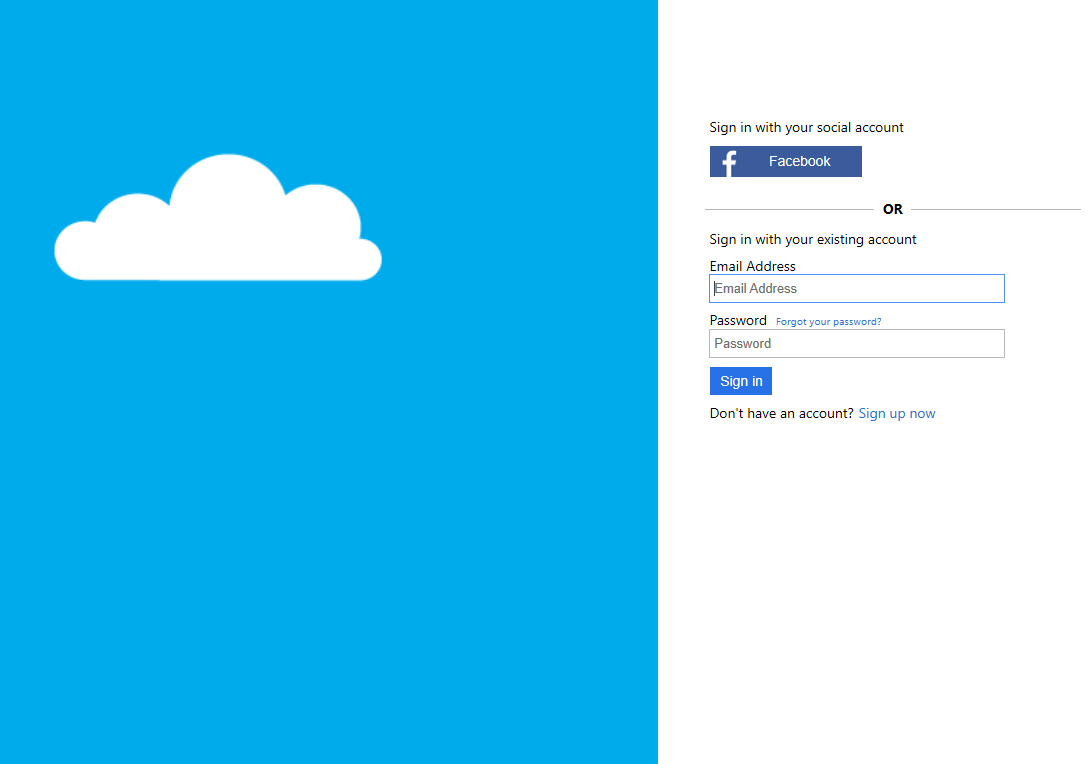 Sign in with your social account
Facebook
OR
Sign in with your existing account
Email Address
Email Address
Password Forgot your password?
Password
Sign in
Don't have an account? Sign up now